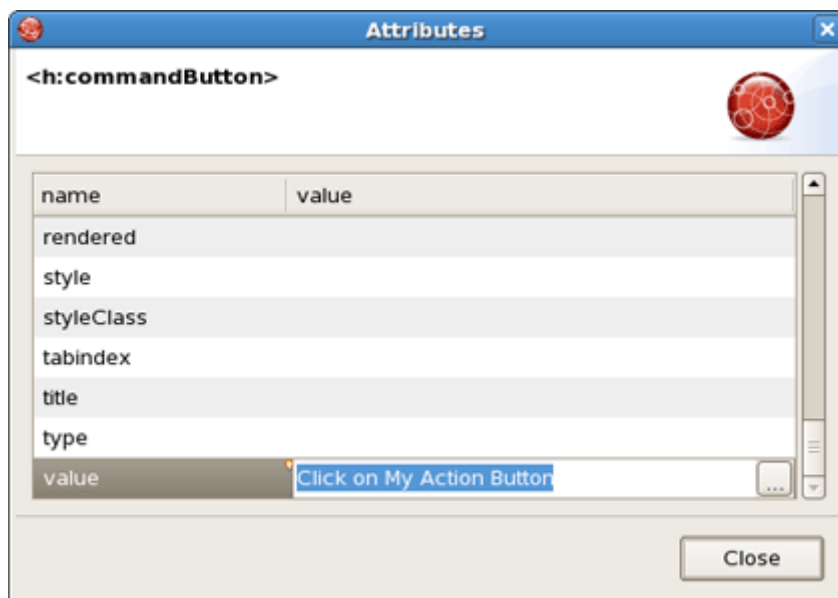 Attributes
<h:commandButton>
name value
rendered
style
styleClass
tabindex
title
type
value Click on My Action Button ...
Close